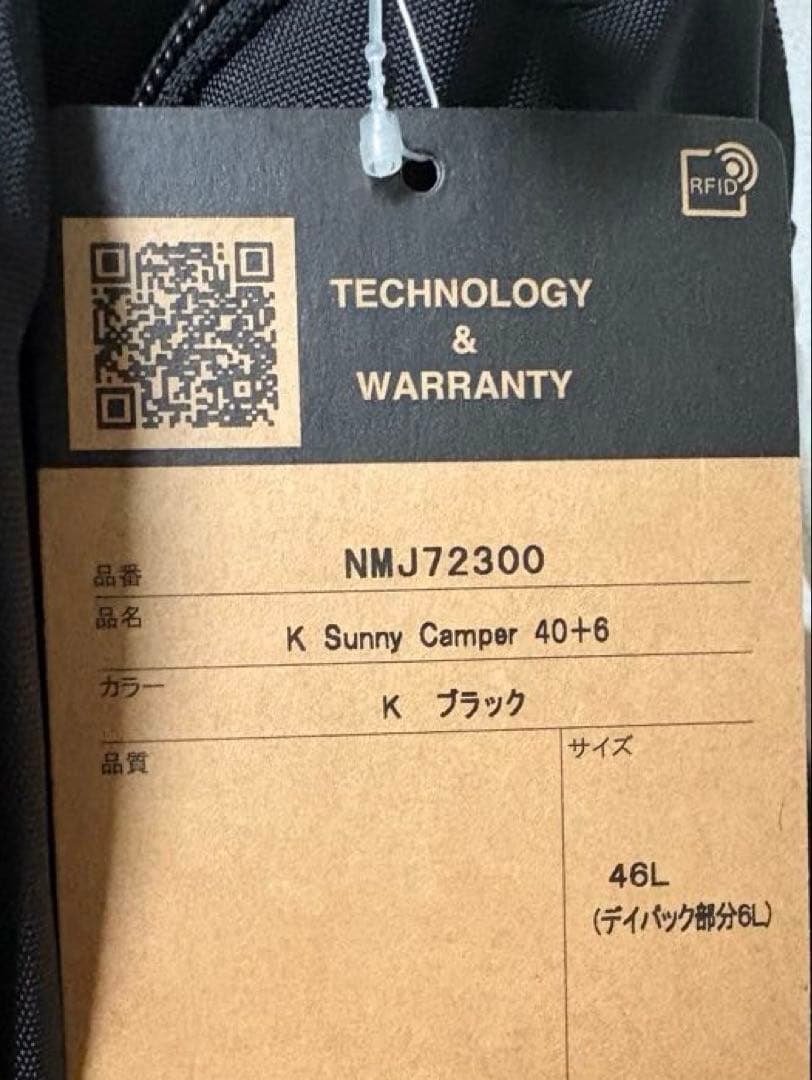 RFID
TECHNOLOGY
&
WARRANTY
品番 NMJ72300
品名 K Sunny Camper 40+6
カラー K ブラック
品質
サイズ
46L
(デイパック部分6L)